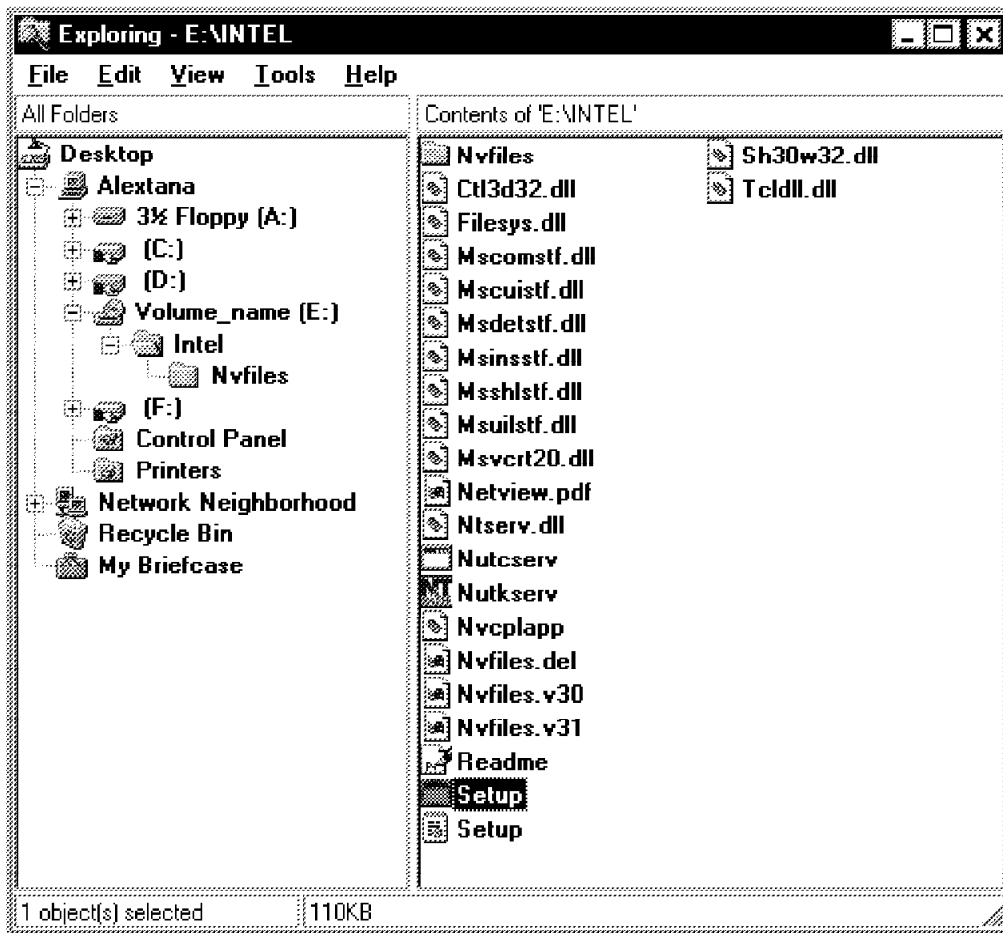 Exploring - E:\INTEL
File Edit View Tools Help
All Folders
Contents of 'E:\INTEL'
Desktop
Alextana
3½ Floppy (A:)
(C:)
(D:)
Volume_name (E:)
Intel
Nvfiles
(F:)
Control Panel
Printers
Network Neighborhood
Recycle Bin
My Briefcase
Nvfiles
Ctl3d32.dll
Filesys.dll
Mscomstf.dll
Mscuistf.dll
Msdetstf.dll
Msinsstf.dll
Msshlstf.dll
Msuilstf.dll
Msvcrt20.dll
Netview.pdf
Ntserv.dll
Nutcserv
NT Nutkserv
Nvcplapp
Nvfiles.del
Nvfiles.v30
Nvfiles.v31
Readme
Setup
Setup
Sh30w32.dll
Tcldll.dll
1 object(s) selected
110KB